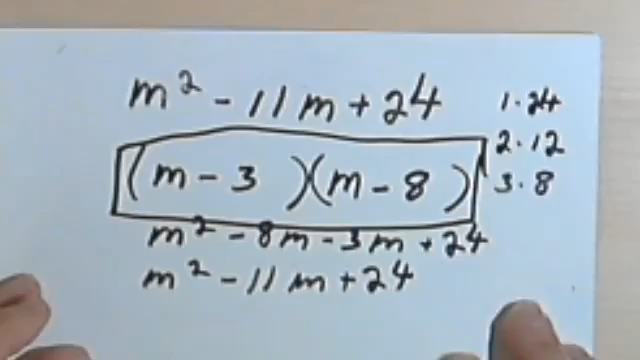 m² - 11m + 24
1·24
2·12
(m - 3)(m - 8)
3·8
m² - 8m - 3m + 24
m² - 11m + 24